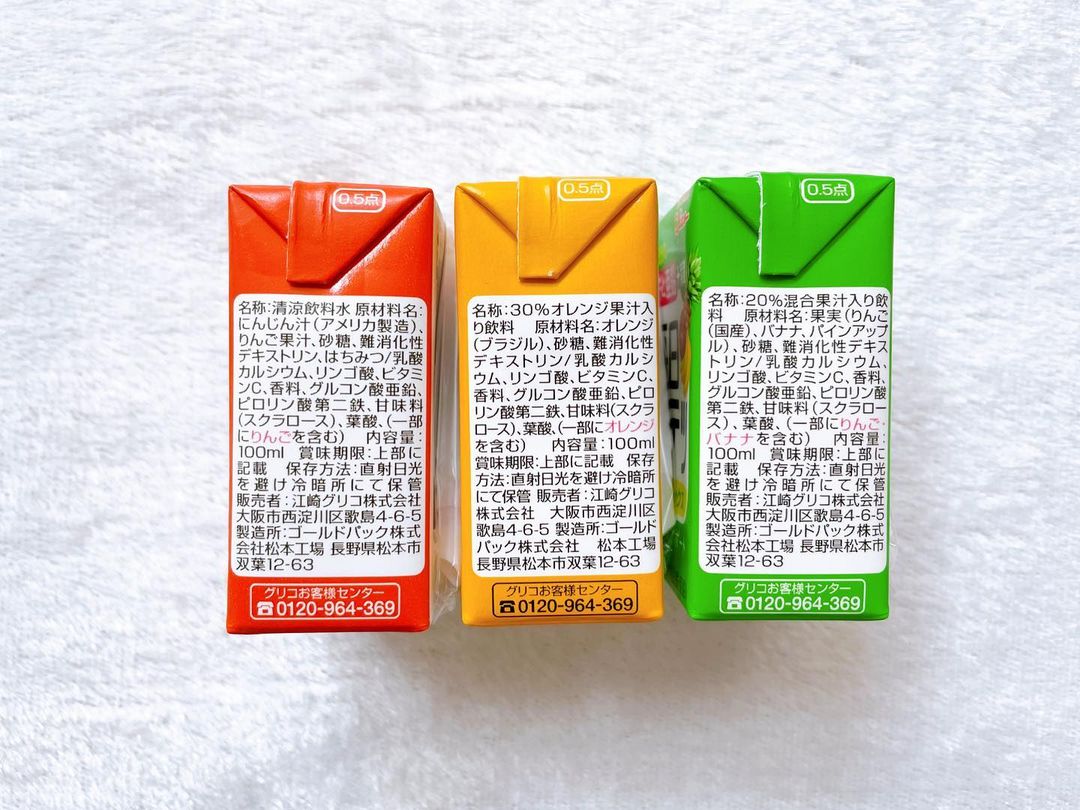 0.5点
名称:清涼飲料水 原材料名:
にんじん汁(アメリカ製造)、
りんご果汁、砂糖、難消化性
デキストリン、はちみつ/乳酸
カルシウム、リンゴ酸、ビタミ
ンC、香料、グルコン酸亜鉛、
ピロリン酸第二鉄、甘味料
(スクラロース)、葉酸、(一部
にりんごを含む) 内容量:
100ml 賞味期限:上部に
記載 保存方法:直射日光
を避け冷暗所にて保管
販売者:江崎グリコ株式会社
大阪市西淀川区歌島4-6-5
製造所:ゴールドパック株式
会社松本工場 長野県松本市
双葉12-63
グリコお客様センター
☎0120-964-369
0.5点
名称:30%オレンジ果汁入
り飲料 原材料名:オレンジ
(ブラジル)、砂糖、難消化性
デキストリン/乳酸カルシ
ウム、リンゴ酸、ビタミンC、
香料、グルコン酸亜鉛、ピロ
リン酸第二鉄、甘味料(スクラ
ロース)、葉酸、(一部にオレンジ
を含む) 内容量:100ml
賞味期限:上部に記載 保存
方法:直射日光を避け冷暗所
にて保管 販売者:江崎グリコ
株式会社 大阪市西淀川区
歌島4-6-5 製造所:ゴールド
パック株式会社 松本工場
長野県松本市双葉12-63
グリコお客様センター
☎0120-964-369
0.5点
名称:20%混合果汁入り飲
料 原材料名:果実(りんご
(国産)、バナナ、パインアップ
ル)、砂糖、難消化性デキス
トリン/乳酸カルシウム、
リンゴ酸、ビタミンC、香料、
グルコン酸亜鉛、ピロリン酸
第二鉄、甘味料(スクラロー
ス)、葉酸、(一部にりんご・
バナナを含む) 内容量:
100ml 賞味期限:上部に
記載 保存方法:直射日光
を避け冷暗所にて保管
販売者:江崎グリコ株式会社
大阪市西淀川区歌島4-6-5
製造所:ゴールドパック株式
会社松本工場 長野県松本市
双葉12-63
グリコお客様センター
☎0120-964-369